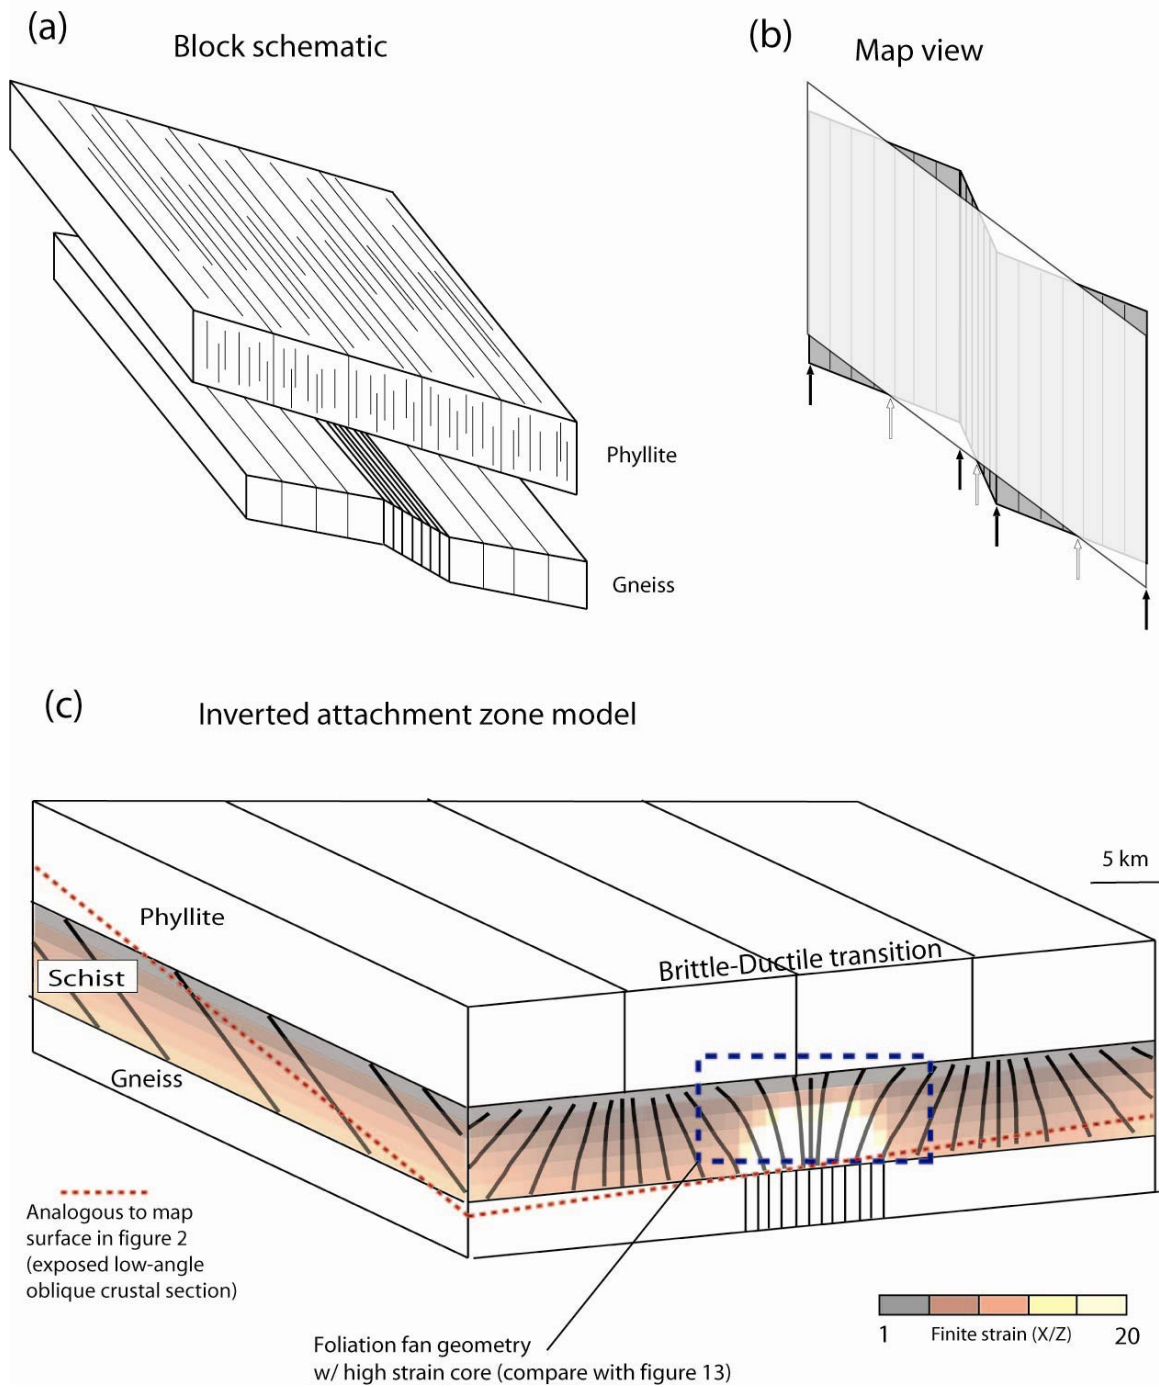 (a)
Block schematic
(b)
Map view
Phyllite
Gneiss
(c)
Inverted attachment zone model
5 km
Phyllite
Brittle-Ductile transition
Schist
Gneiss
Analogous to map
surface in figure 2
(exposed low-angle
oblique crustal section)
1 Finite strain (X/Z) 20
Foliation fan geometry
w/ high strain core (compare with figure 13)